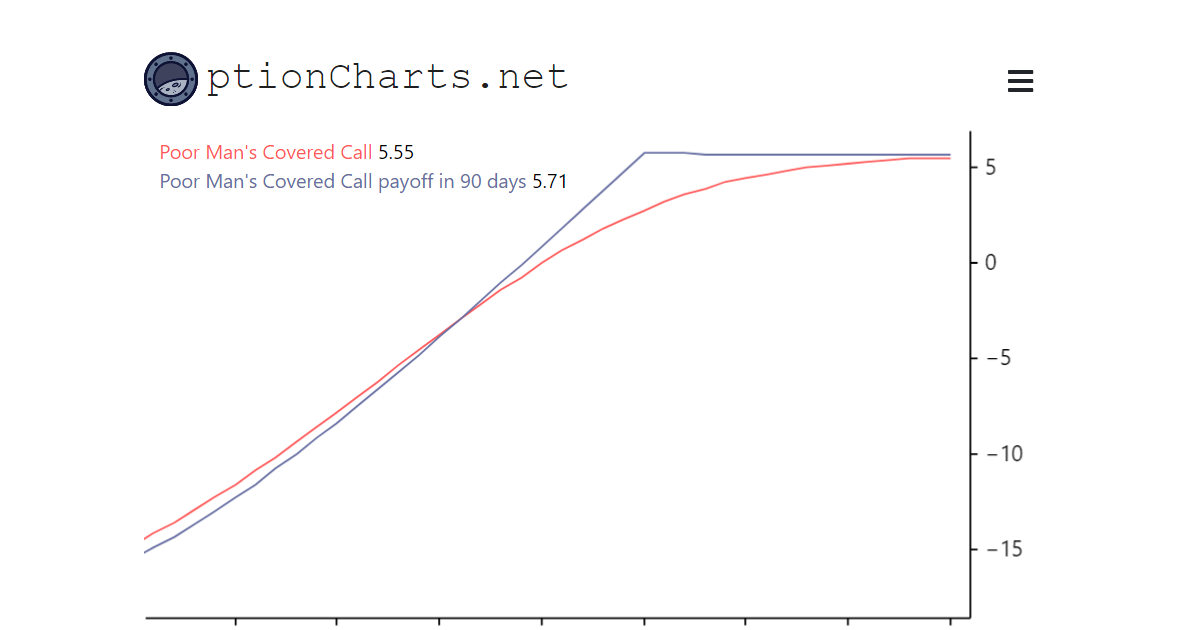 ptionCharts.net
Poor Man's Covered Call 5.55
Poor Man's Covered Call payoff in 90 days 5.71
5
0
−5
−10
−15